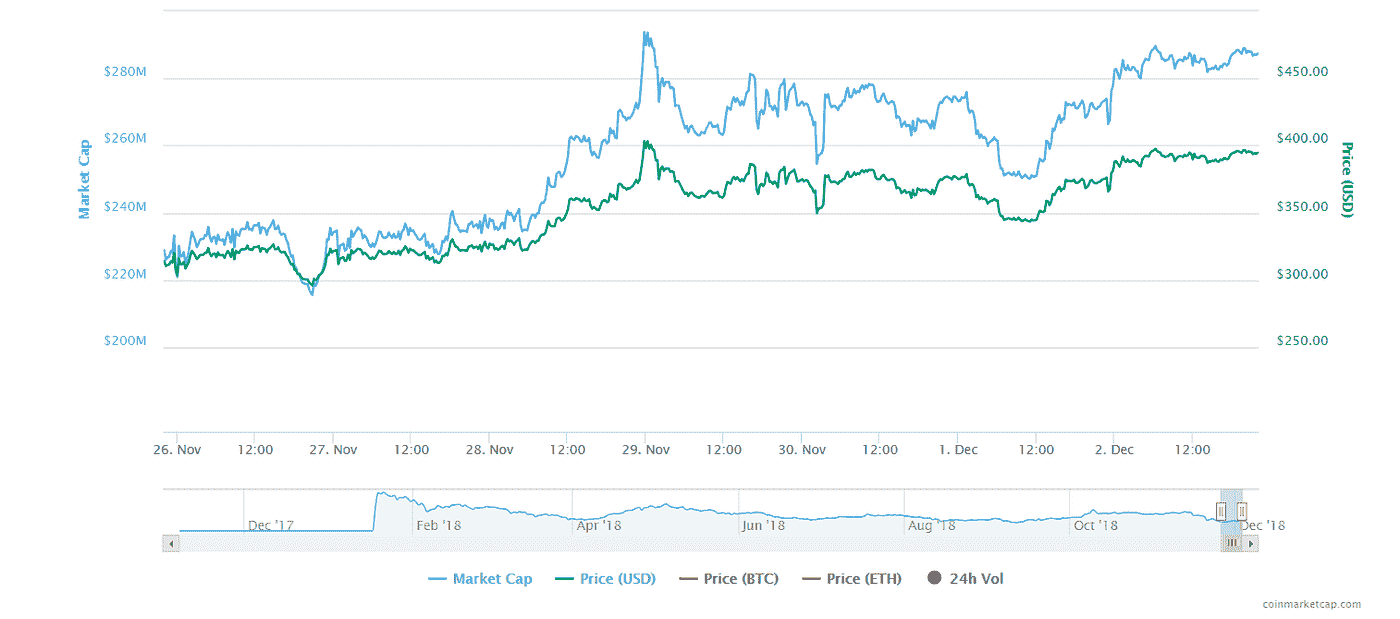 $280M
$260M
$240M
$220M
$200M
Market Cap
$450.00
$400.00
$350.00
$300.00
$250.00
Price (USD)
26. Nov 12:00 27. Nov 12:00 28. Nov 12:00 29. Nov 12:00 30. Nov 12:00 1. Dec 12:00 2. Dec 12:00
Dec '17 Feb '18 Apr '18 Jun '18 Aug '18 Oct '18 Dec '18
Market Cap Price (USD) Price (BTC) Price (ETH) 24h Vol
coinmarketcap.com